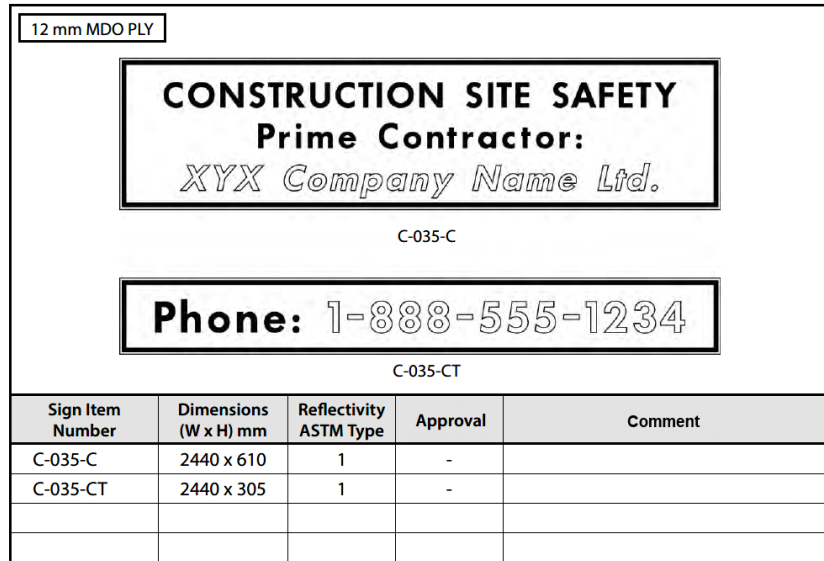 12 mm MDO PLY
CONSTRUCTION SITE SAFETY
Prime Contractor:
XYX Company Name Ltd.
C-035-C
Phone: 1-888-555-1234
C-035-CT
Sign Item Number Dimensions (W x H) mm Reflectivity ASTM Type Approval Comment
C-035-C 2440 x 610 1 -
C-035-CT 2440 x 305 1 -